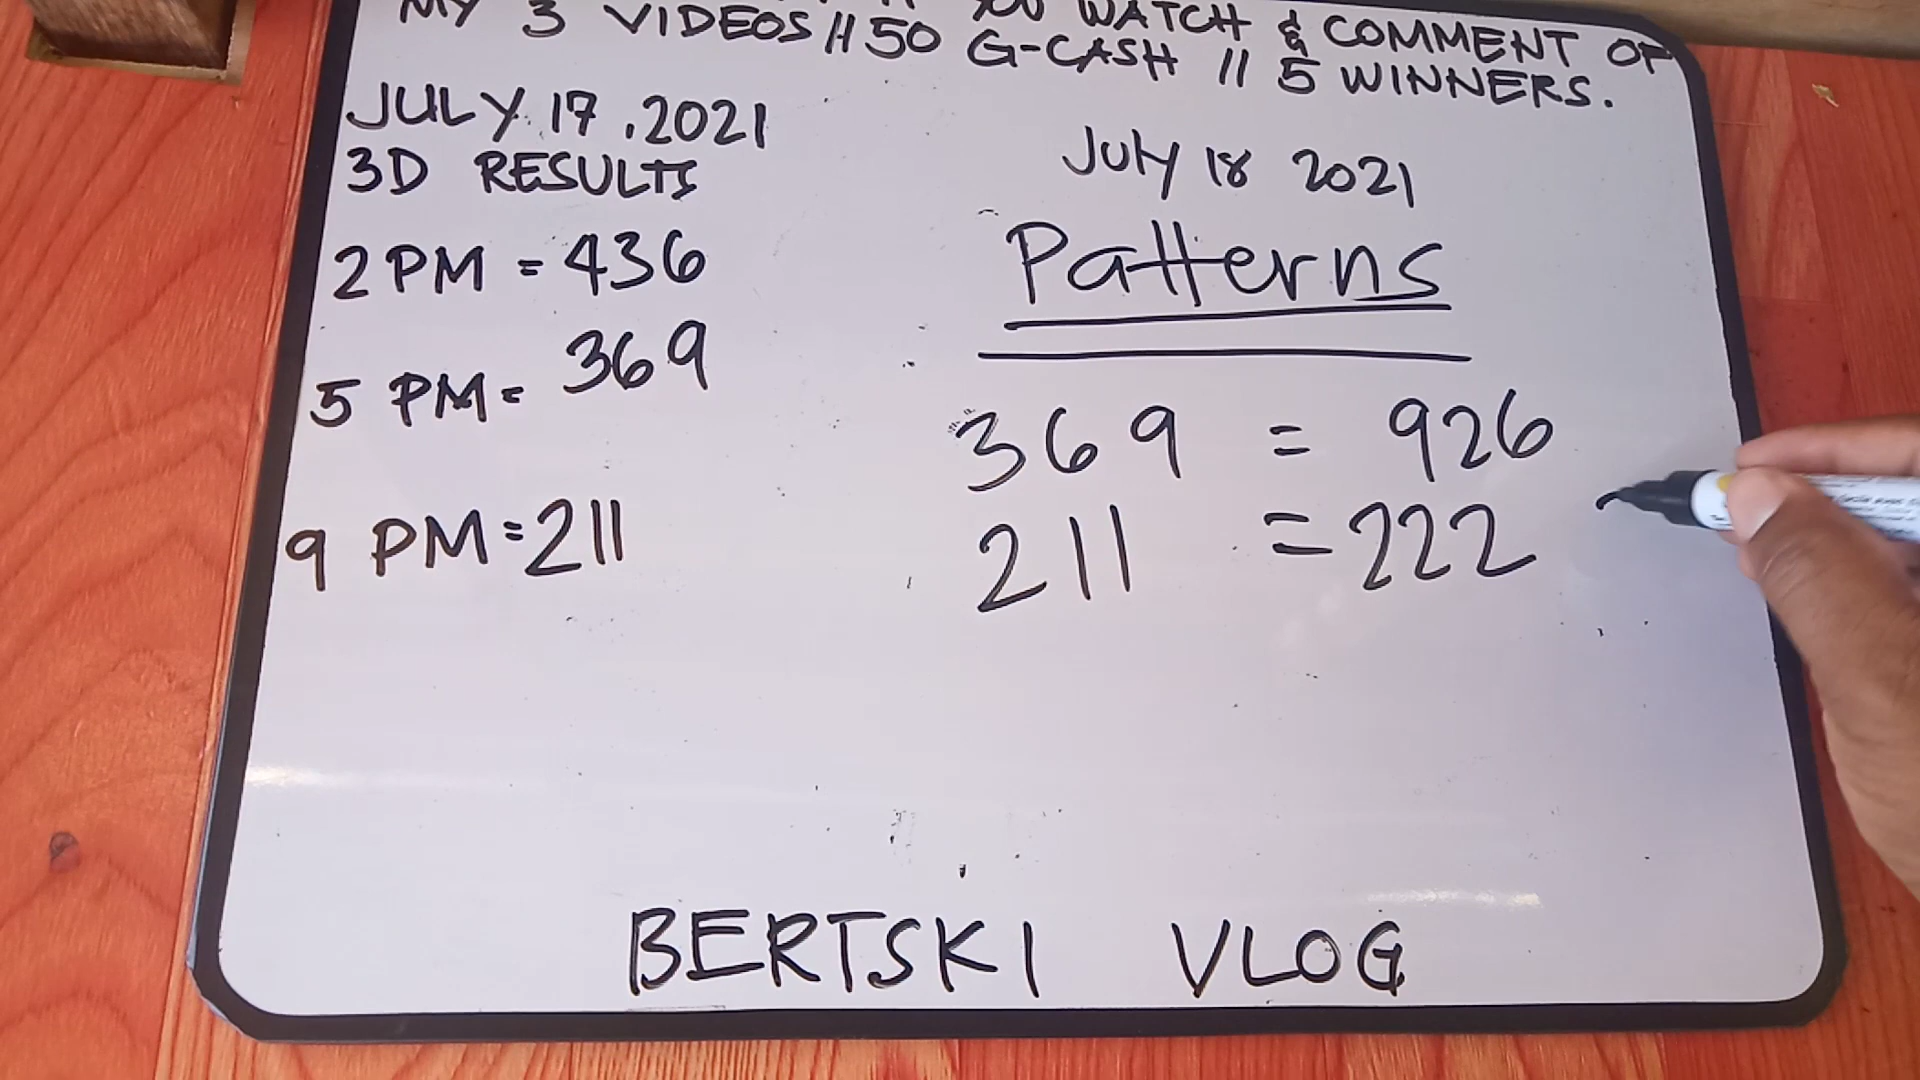 MY 3 VIDEOS // 50 G-CASH // 5 WINNERS.
YOU WATCH & COMMENT OF
JULY 17, 2021
3D RESULTS
2 PM = 436
5 PM = 369
9 PM = 211
July 18 2021
Patterns
369 = 926
211 = 222
BERTSKI VLOG